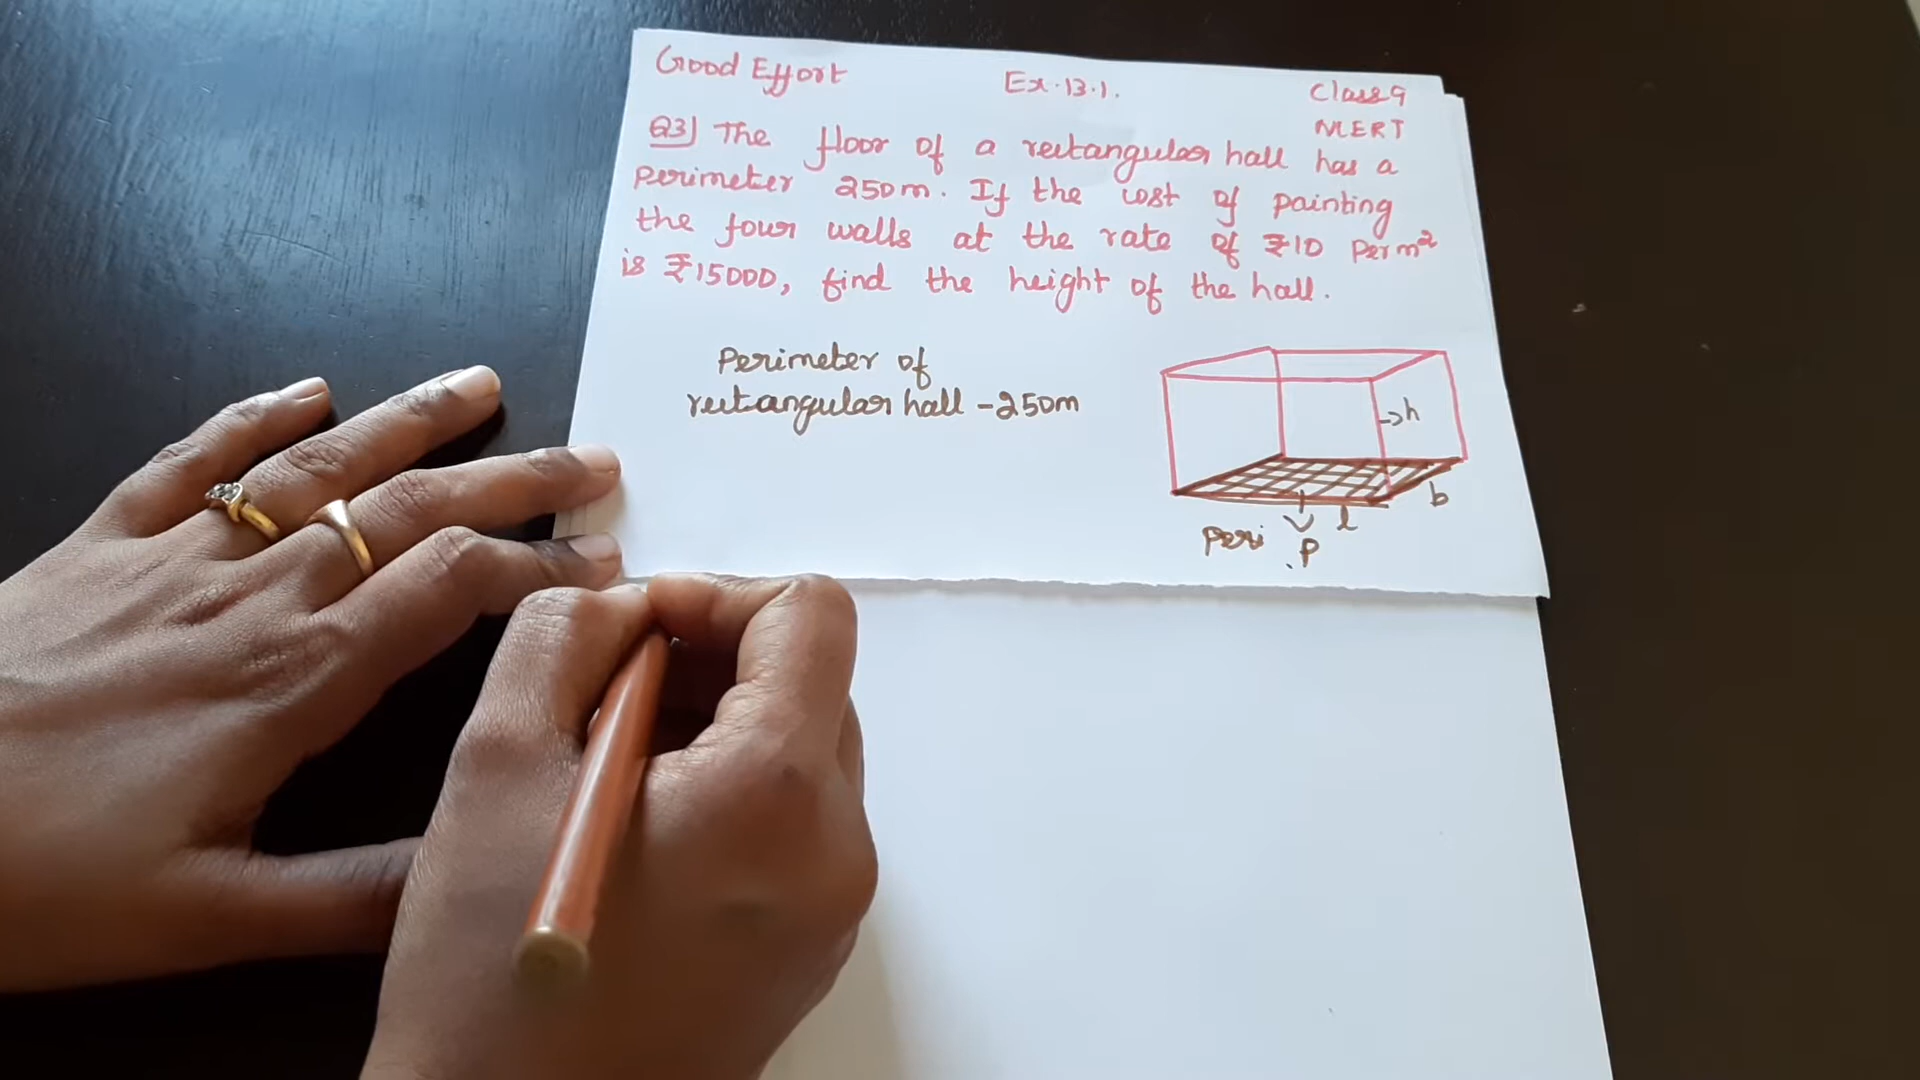 Good Effort Ex.13.1. Class 9
NCERT
Q3) The floor of a rectangular hall has a
perimeter 250m. If the cost of painting
the four walls at the rate of ₹10 per m²
is ₹15000, find the height of the hall.
Perimeter of
rectangular hall - 250m
h
b
l
Peri P